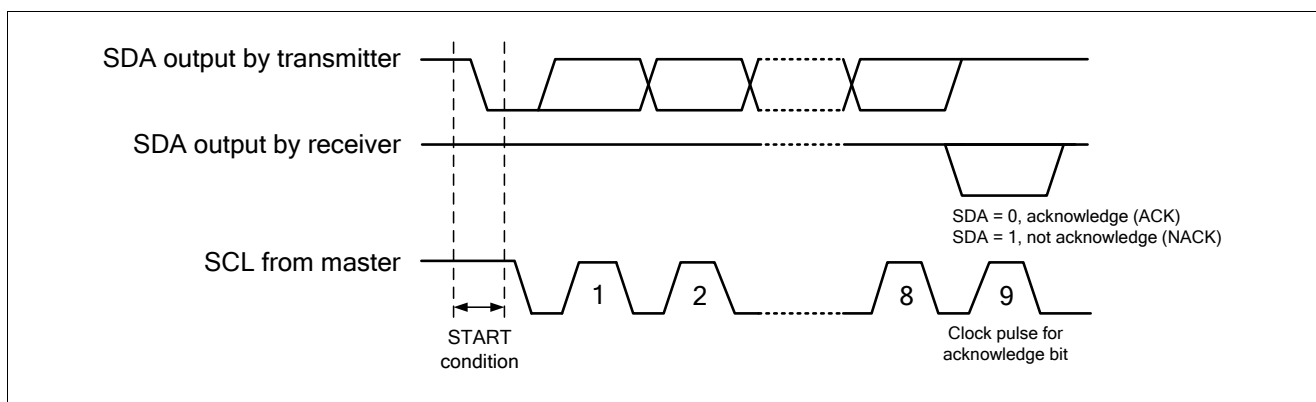 SDA output by transmitter
SDA output by receiver
SDA = 0, acknowledge (ACK)
SDA = 1, not acknowledge (NACK)
SCL from master
1
2
8
9
START
condition
Clock pulse for
acknowledge bit